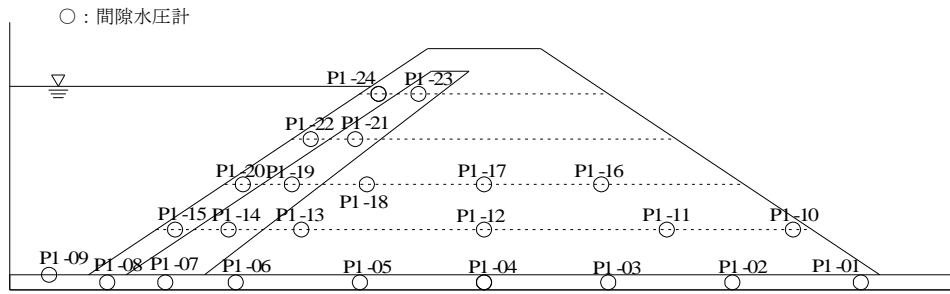 ○：間隙水圧計
P1-24 P1-23
P1-22 P1-21
P1-20 P1-19 P1-17 P1-16
P1-18
P1-15 P1-14 P1-13 P1-12 P1-11 P1-10
P1-09 P1-08 P1-07 P1-06 P1-05 P1-04 P1-03 P1-02 P1-01